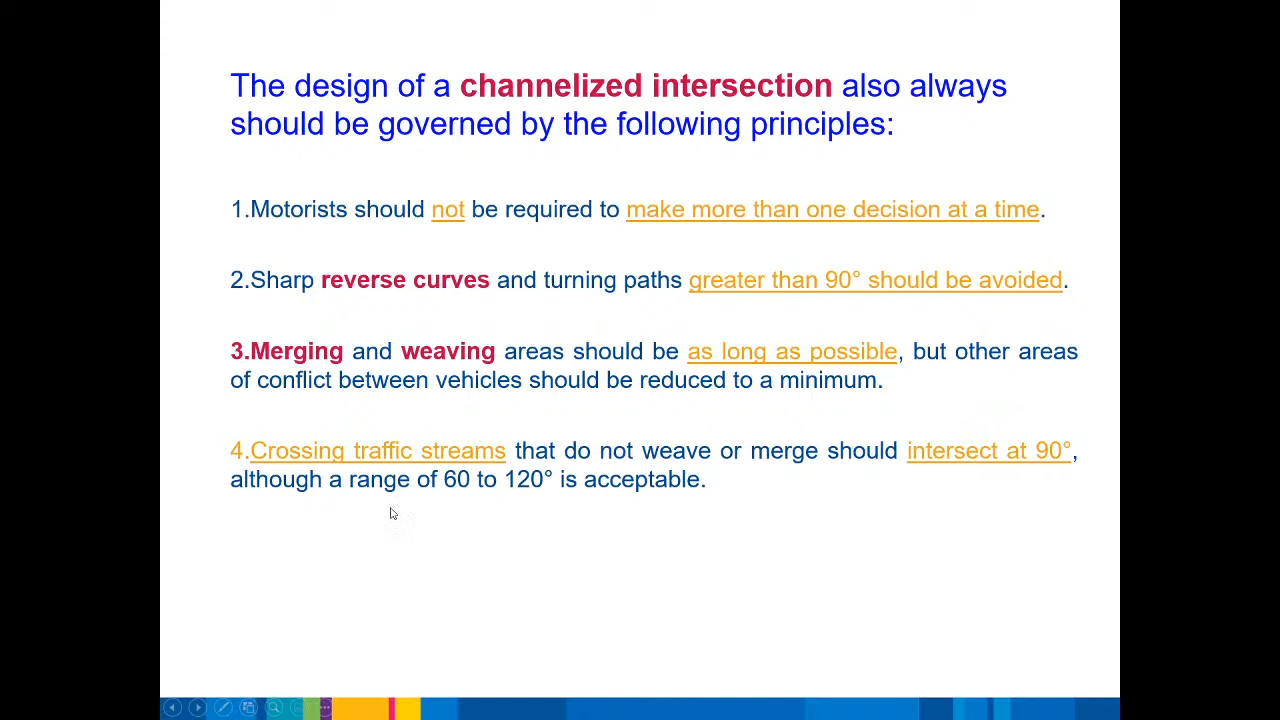 The design of a channelized intersection also always
should be governed by the following principles:
1.Motorists should not be required to make more than one decision at a time.
2.Sharp reverse curves and turning paths greater than 90° should be avoided.
3.Merging and weaving areas should be as long as possible, but other areas
of conflict between vehicles should be reduced to a minimum.
4.Crossing traffic streams that do not weave or merge should intersect at 90°,
although a range of 60 to 120° is acceptable.